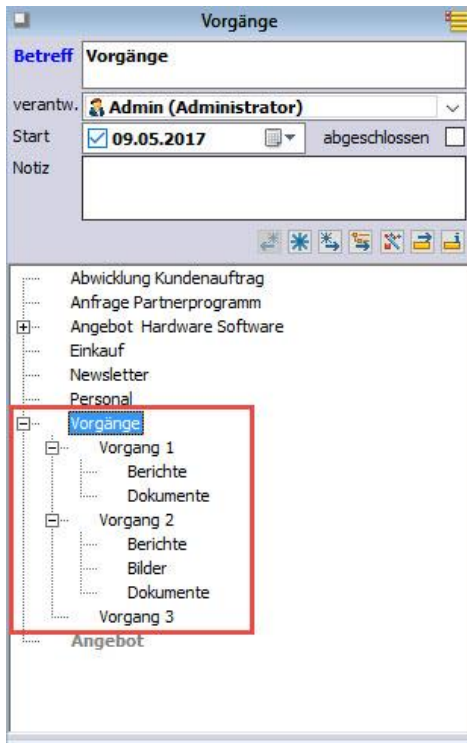 Vorgänge
Betreff Vorgänge
verantw. Admin (Administrator)
Start 09.05.2017 abgeschlossen
Notiz
Abwicklung Kundenauftrag
Anfrage Partnerprogramm
Angebot Hardware Software
Einkauf
Newsletter
Personal
Vorgänge
Vorgang 1
Berichte
Dokumente
Vorgang 2
Berichte
Bilder
Dokumente
Vorgang 3
Angebot